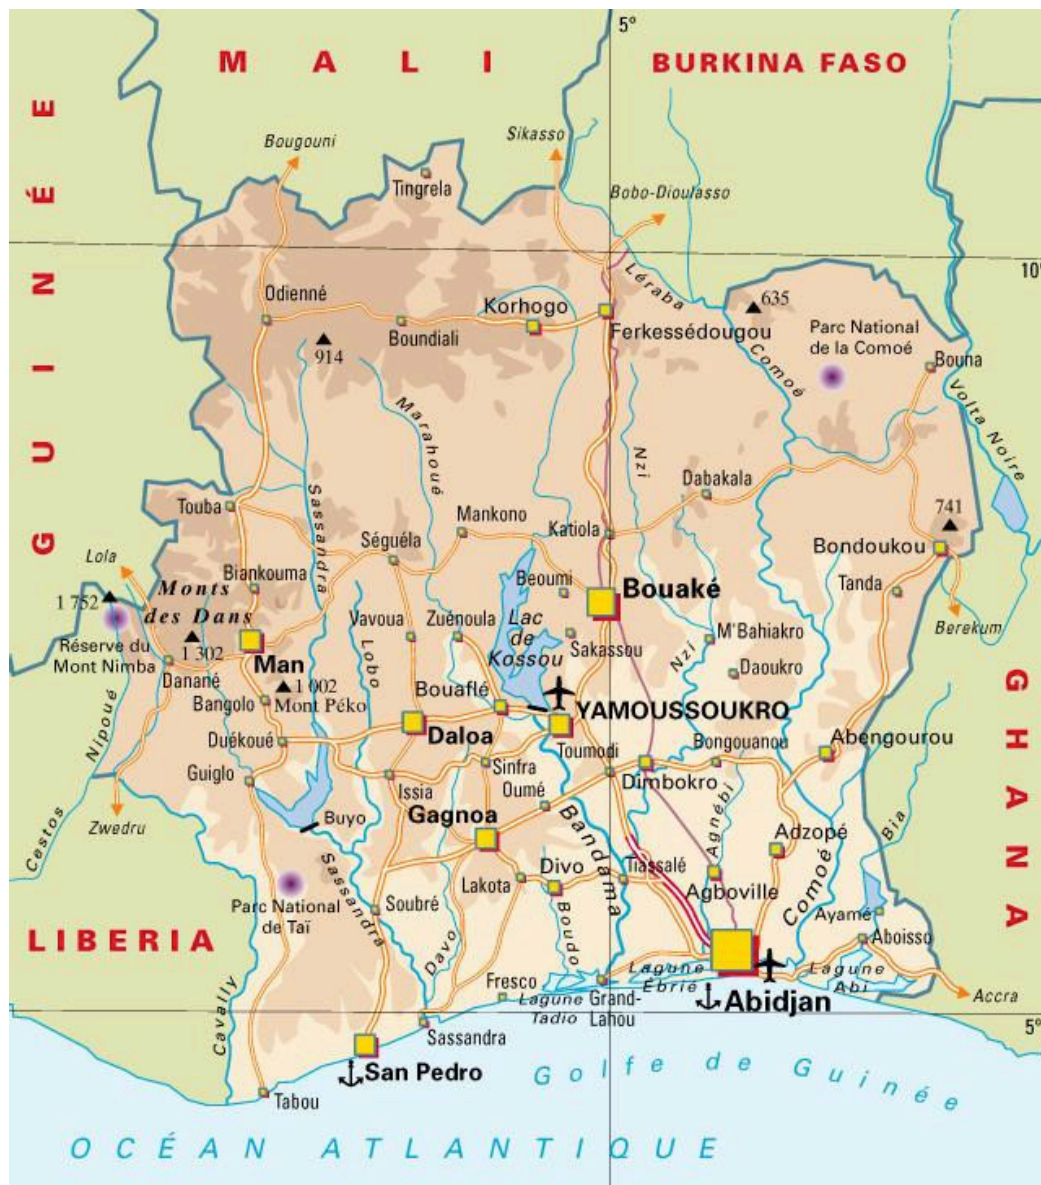 5°
MALI
BURKINA FASO
GUINÉE
Bougouni
Sikasso
Tingrela
Bobo-Dioulasso
10°
Léraba
635
Odienné
Korhogo
Ferkessédougou
Parc National
de la Comoé
Boundiali
914
Comoé
Bouna
Marahoué
Volta Noire
Nzi
Dabakala
Touba
Sassandra
Mankono
Katiola
741
Séguéla
Bondoukou
Lola
Biankouma
Beoumi
Bouaké
Tanda
1 752
Monts
des Dans
Vavoua
Zuénoula
Lac
de
Kossou
M'Bahiakro
Berekum
Réserve du
Mont Nimba
1 302
Man
Lobo
Sakassou
Nzi
Daoukro
GHANA
Danané
1 002
Mont Péko
Bangolo
Bouaflé
YAMOUSSOUKRO
Nipoué
Duékoué
Daloa
Toumodi
Bongouanou
Abengourou
Guiglo
Sinfra
Dimbokro
Issia
Oumé
Zwedru
Cestos
Buyo
Gagnoa
Bandama
Agnébi
Adzopé
Bia
Sassandra
Divo
Tiassalé
Comoé
Lakota
Agboville
Parc National
de Taï
Soubré
Ayamé
LIBERIA
Davo
Boudo
Aboisso
Fresco
Lagune
Ebrié
Lagune
Abi
Cavally
Lagune
Tadio
Grand-
Lahou
Abidjan
Accra
5°
Sassandra
San Pedro
Golfe de Guinée
Tabou
OCÉAN ATLANTIQUE